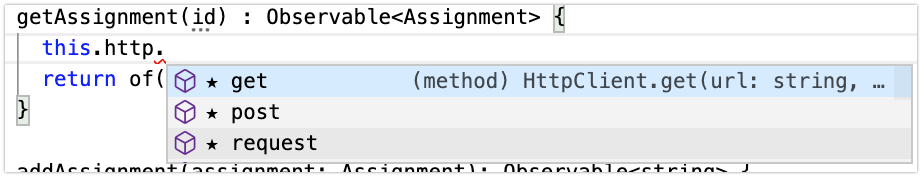 getAssignment(id) : Observable<Assignment> {
this.http.
return of(
★ get (method) HttpClient.get(url: string, …
★ post
★ request
}
addAssignment(assignment: Assignment): Observable<string> {